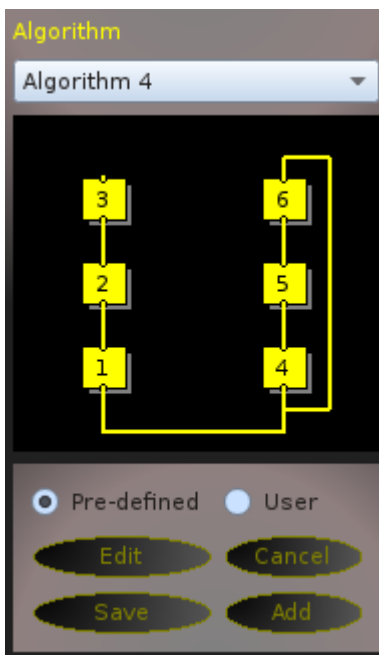 Algorithm
Algorithm 4
3 6
2 5
1 4
Pre-defined User
Edit Cancel
Save Add